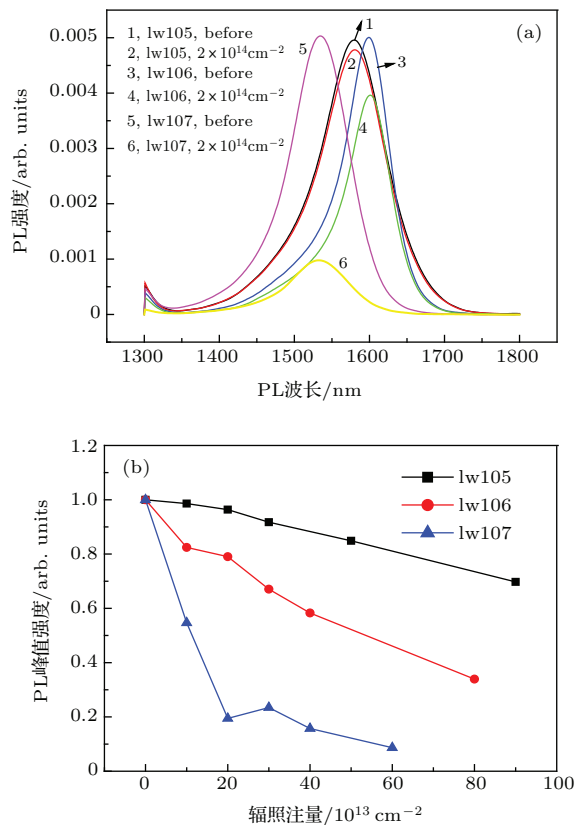 (a)
1, lw105, before
2, lw105, 2×10¹⁴cm⁻²
3, lw106, before
4, lw106, 2×10¹⁴cm⁻²
5, lw107, before
6, lw107, 2×10¹⁴cm⁻²
1
5
2
3
4
6
PL强度/arb. units
0.005
0.004
0.003
0.002
0.001
0
1300 1400 1500 1600 1700 1800
PL波长/nm
(b)
lw105
lw106
lw107
PL峰值强度/arb. units
1.2
1.0
0.8
0.6
0.4
0.2
0
0 20 40 60 80 100
辐照注量/10¹³ cm⁻²